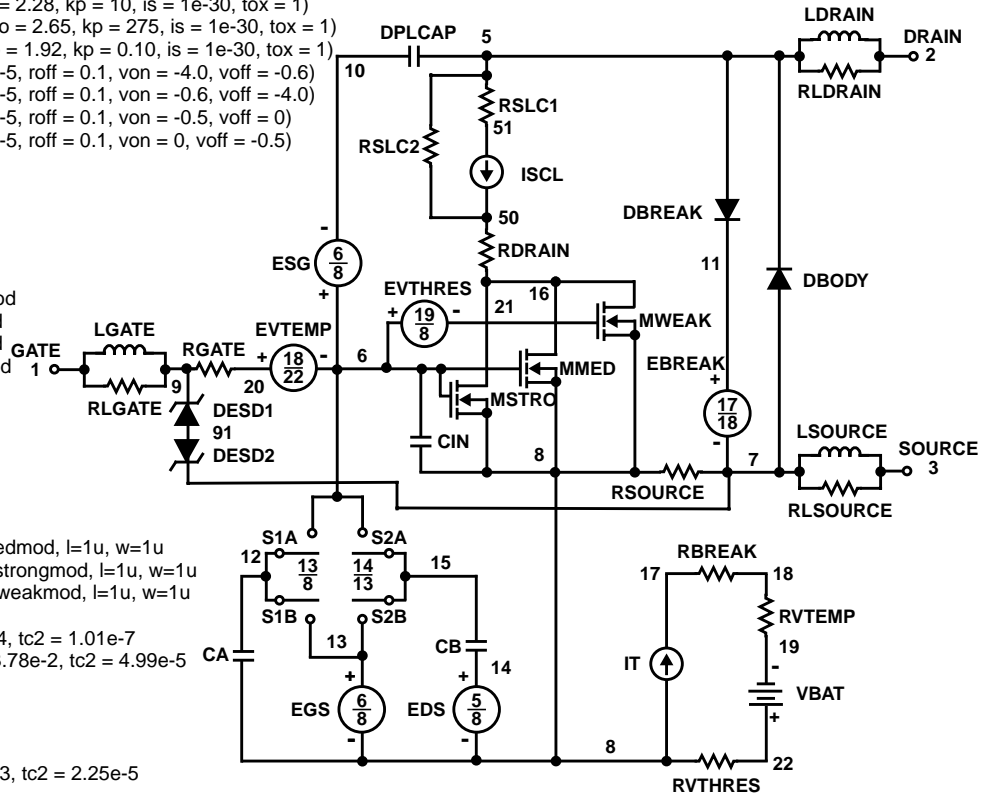 = 2.28, kp = 10, is = 1e-30, tox = 1)
o = 2.65, kp = 275, is = 1e-30, tox = 1)
= 1.92, kp = 0.10, is = 1e-30, tox = 1)
-5, roff = 0.1, von = -4.0, voff = -0.6)
-5, roff = 0.1, von = -0.6, voff = -4.0)
-5, roff = 0.1, von = -0.5, voff = 0)
-5, roff = 0.1, von = 0, voff = -0.5)
LDRAIN
DPLCAP
5
DRAIN
2
10
RLDRAIN
RSLC1
51
RSLC2
ISCL
50
DBREAK
-
ESG
6
8
+
RDRAIN
11
DBODY
EVTHRES
+
19
8
-
21
16
MWEAK
od
d
LGATE
EVTEMP
GATE
1
RGATE
+
18
22
-
6
EBREAK
+
MMED
9
20
MSTRO
17
18
-
RLGATE
DESD1
91
DESD2
CIN
8
LSOURCE
7
SOURCE
3
RSOURCE
RLSOURCE
S1A
S2A
edmod, l=1u, w=1u
12
13
8
14
13
15
RBREAK
strongmod, l=1u, w=1u
17
18
weakmod, l=1u, w=1u
S1B
S2B
RVTEMP
4, tc2 = 1.01e-7
13
CB
19
.78e-2, tc2 = 4.99e-5
CA
14
IT
-
+
+
VBAT
EGS
6
8
EDS
5
8
+
-
-
8
22
3, tc2 = 2.25e-5
RVTHRES